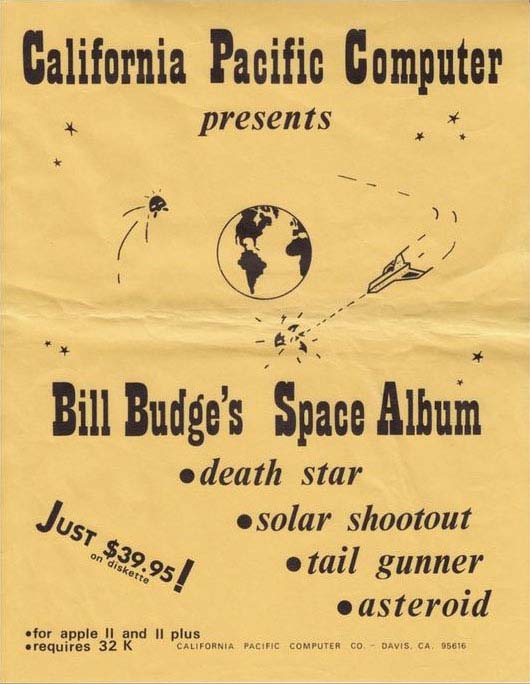 California Pacific Computer
presents
Bill Budge's Space Album
•death star
•solar shootout
•tail gunner
•asteroid
JUST $39.95!
on diskette
•for apple II and II plus
•requires 32 K
CALIFORNIA PACIFIC COMPUTER CO. - DAVIS, CA. 95616